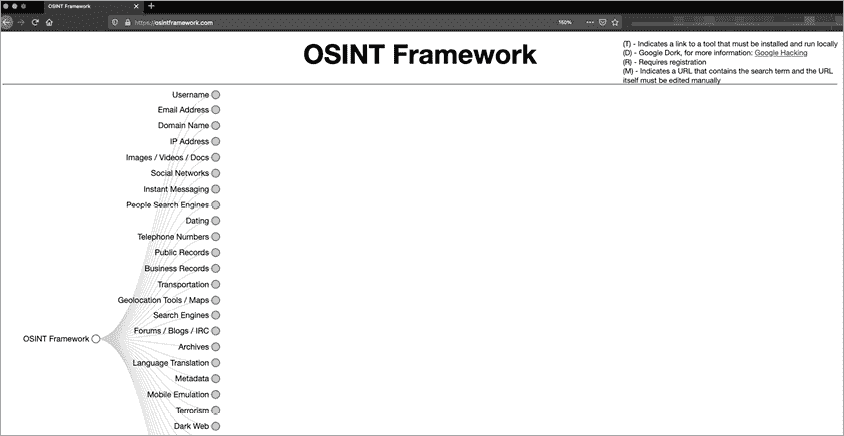 OSINT Framework
https://osintframework.com
150%
OSINT Framework
(T) - Indicates a link to a tool that must be installed and run locally
(D) - Google Dork, for more information: Google Hacking
(R) - Requires registration
(M) - Indicates a URL that contains the search term and the URL
itself must be edited manually
Username
Email Address
Domain Name
IP Address
Images / Videos / Docs
Social Networks
Instant Messaging
People Search Engines
Dating
Telephone Numbers
Public Records
Business Records
Transportation
Geolocation Tools / Maps
Search Engines
Forums / Blogs / IRC
OSINT Framework
Archives
Language Translation
Metadata
Mobile Emulation
Terrorism
Dark Web